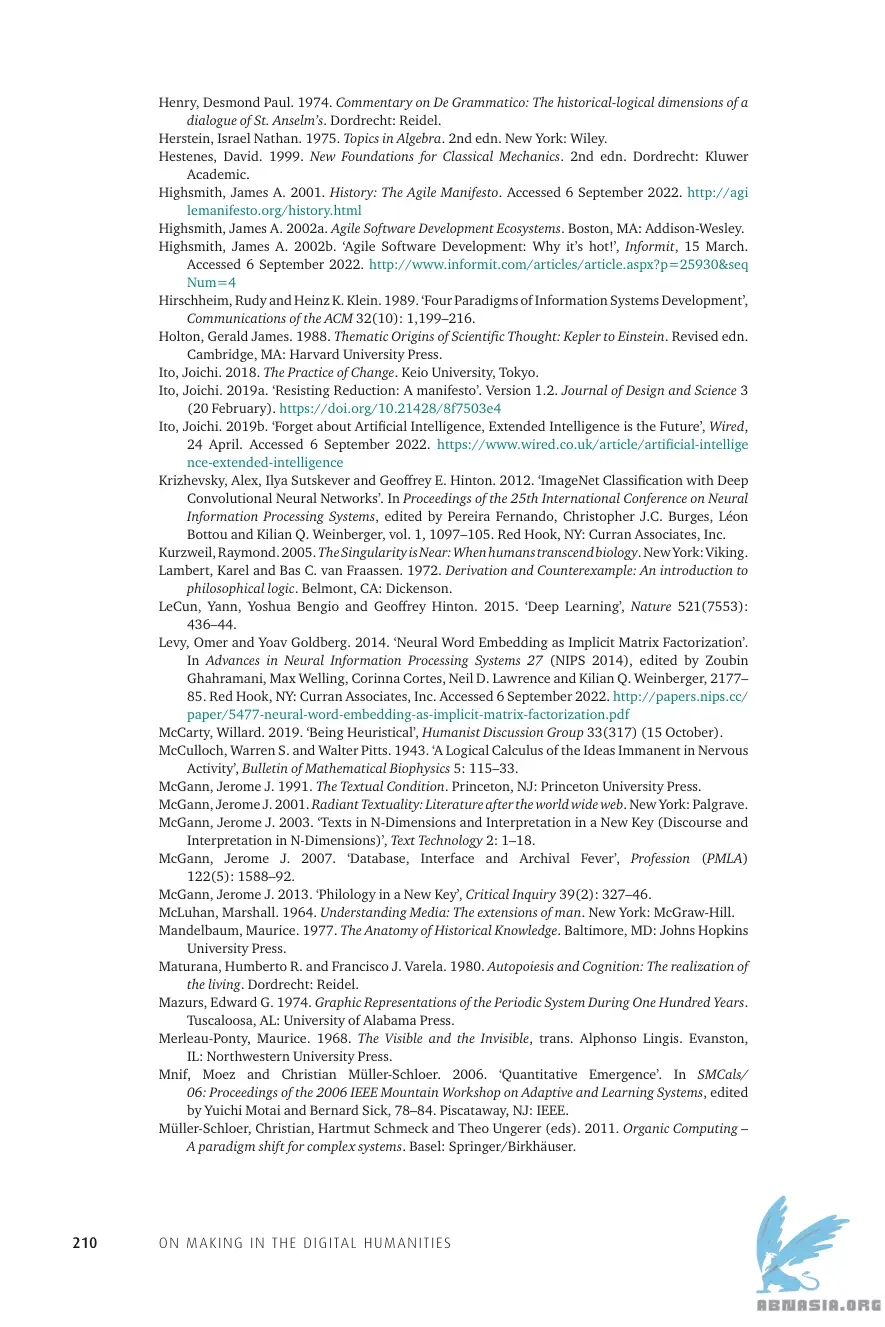 Henry, Desmond Paul. 1974. Commentary on De Grammatico: The historical-logical dimensions of a
dialogue of St. Anselm’s. Dordrecht: Reidel.
Herstein, Israel Nathan. 1975. Topics in Algebra. 2nd edn. New York: Wiley.
Hestenes, David. 1999. New Foundations for Classical Mechanics. 2nd edn. Dordrecht: Kluwer
Academic.
Highsmith, James A. 2001. History: The Agile Manifesto. Accessed 6 September 2022. http://agi
lemanifesto.org/history.html
Highsmith, James A. 2002a. Agile Software Development Ecosystems. Boston, MA: Addison-Wesley.
Highsmith, James A. 2002b. ‘Agile Software Development: Why it’s hot!’, Informit, 15 March.
Accessed 6 September 2022. http://www.informit.com/articles/article.aspx?p=25930&seq
Num=4
Hirschheim, Rudy and Heinz K. Klein. 1989. ‘Four Paradigms of Information Systems Development’,
Communications of the ACM 32(10): 1,199–216.
Holton, Gerald James. 1988. Thematic Origins of Scientific Thought: Kepler to Einstein. Revised edn.
Cambridge, MA: Harvard University Press.
Ito, Joichi. 2018. The Practice of Change. Keio University, Tokyo.
Ito, Joichi. 2019a. ‘Resisting Reduction: A manifesto’. Version 1.2. Journal of Design and Science 3
(20 February). https://doi.org/10.21428/8f7503e4
Ito, Joichi. 2019b. ‘Forget about Artificial Intelligence, Extended Intelligence is the Future’, Wired,
24 April. Accessed 6 September 2022. https://www.wired.co.uk/article/artificial-intellige
nce-extended-intelligence
Krizhevsky, Alex, Ilya Sutskever and Geoffrey E. Hinton. 2012. ‘ImageNet Classification with Deep
Convolutional Neural Networks’. In Proceedings of the 25th International Conference on Neural
Information Processing Systems, edited by Pereira Fernando, Christopher J.C. Burges, Léon
Bottou and Kilian Q. Weinberger, vol. 1, 1097–105. Red Hook, NY: Curran Associates, Inc.
Kurzweil, Raymond. 2005. The Singularity is Near: When humans transcend biology. New York: Viking.
Lambert, Karel and Bas C. van Fraassen. 1972. Derivation and Counterexample: An introduction to
philosophical logic. Belmont, CA: Dickenson.
LeCun, Yann, Yoshua Bengio and Geoffrey Hinton. 2015. ‘Deep Learning’, Nature 521(7553):
436–44.
Levy, Omer and Yoav Goldberg. 2014. ‘Neural Word Embedding as Implicit Matrix Factorization’.
In Advances in Neural Information Processing Systems 27 (NIPS 2014), edited by Zoubin
Ghahramani, Max Welling, Corinna Cortes, Neil D. Lawrence and Kilian Q. Weinberger, 2177–
85. Red Hook, NY: Curran Associates, Inc. Accessed 6 September 2022. http://papers.nips.cc/
paper/5477-neural-word-embedding-as-implicit-matrix-factorization.pdf
McCarty, Willard. 2019. ‘Being Heuristical’, Humanist Discussion Group 33(317) (15 October).
McCulloch, Warren S. and Walter Pitts. 1943. ‘A Logical Calculus of the Ideas Immanent in Nervous
Activity’, Bulletin of Mathematical Biophysics 5: 115–33.
McGann, Jerome J. 1991. The Textual Condition. Princeton, NJ: Princeton University Press.
McGann, Jerome J. 2001. Radiant Textuality: Literature after the world wide web. New York: Palgrave.
McGann, Jerome J. 2003. ‘Texts in N-Dimensions and Interpretation in a New Key (Discourse and
Interpretation in N-Dimensions)’, Text Technology 2: 1–18.
McGann, Jerome J. 2007. ‘Database, Interface and Archival Fever’, Profession (PMLA)
122(5): 1588–92.
McGann, Jerome J. 2013. ‘Philology in a New Key’, Critical Inquiry 39(2): 327–46.
McLuhan, Marshall. 1964. Understanding Media: The extensions of man. New York: McGraw-Hill.
Mandelbaum, Maurice. 1977. The Anatomy of Historical Knowledge. Baltimore, MD: Johns Hopkins
University Press.
Maturana, Humberto R. and Francisco J. Varela. 1980. Autopoiesis and Cognition: The realization of
the living. Dordrecht: Reidel.
Mazurs, Edward G. 1974. Graphic Representations of the Periodic System During One Hundred Years.
Tuscaloosa, AL: University of Alabama Press.
Merleau-Ponty, Maurice. 1968. The Visible and the Invisible, trans. Alphonso Lingis. Evanston,
IL: Northwestern University Press.
Mnif, Moez and Christian Müller-Schloer. 2006. ‘Quantitative Emergence’. In SMCals/
06: Proceedings of the 2006 IEEE Mountain Workshop on Adaptive and Learning Systems, edited
by Yuichi Motai and Bernard Sick, 78–84. Piscataway, NJ: IEEE.
Müller-Schloer, Christian, Hartmut Schmeck and Theo Ungerer (eds). 2011. Organic Computing –
A paradigm shift for complex systems. Basel: Springer/Birkhäuser.
210 ON MAKING IN THE DIGITAL HUMANITIES
ABNASIA.ORG